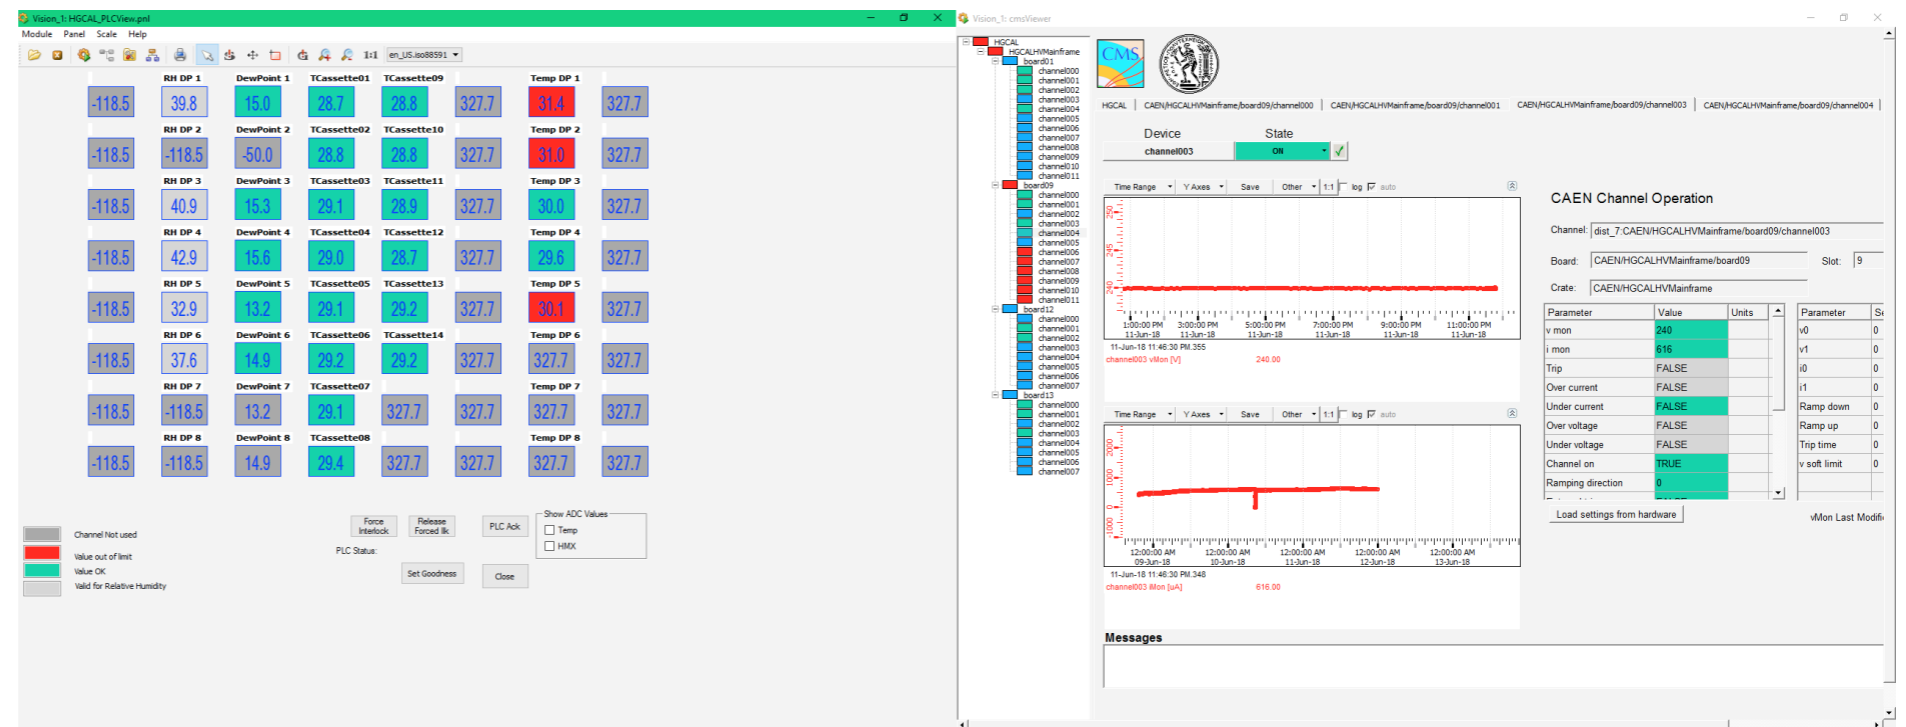 Vision_1: HGCAL_PLCView.pnl
Module Panel Scale Help
1:1 en_US.iso88591
RH DP 1 DewPoint 1 TCassette01 TCassette09 Temp DP 1
-118.5 39.8 15.0 28.7 28.8 327.7 31.4 327.7
RH DP 2 DewPoint 2 TCassette02 TCassette10 Temp DP 2
-118.5 -118.5 -50.0 28.8 28.8 327.7 31.0 327.7
RH DP 3 DewPoint 3 TCassette03 TCassette11 Temp DP 3
-118.5 40.9 15.3 29.1 28.9 327.7 30.0 327.7
RH DP 4 DewPoint 4 TCassette04 TCassette12 Temp DP 4
-118.5 42.9 15.6 29.0 28.7 327.7 29.6 327.7
RH DP 5 DewPoint 5 TCassette05 TCassette13 Temp DP 5
-118.5 32.9 13.2 29.1 29.2 327.7 30.1 327.7
RH DP 6 DewPoint 6 TCassette06 TCassette14 Temp DP 6
-118.5 37.6 14.9 29.2 29.2 327.7 327.7 327.7
RH DP 7 DewPoint 7 TCassette07 Temp DP 7
-118.5 -118.5 13.2 29.1 327.7 327.7 327.7 327.7
RH DP 8 DewPoint 8 TCassette08 Temp DP 8
-118.5 -118.5 14.9 29.4 327.7 327.7 327.7 327.7
Channel Not used
Value out of limit
Value OK
Valid for Relative Humidity
Force Interlock
Release Forced Ilk
PLC Ack
Show ADC Values
Temp
HMX
PLC Status:
Set Goodness
Close
Vision_1: cmsViewer
HGCAL
HGCALHVMainframe
board01
channel000
channel001
channel002
channel003
channel004
channel005
channel006
channel007
channel008
channel009
channel010
channel011
board09
channel000
channel001
channel002
channel003
channel004
channel005
channel006
channel007
channel008
channel009
channel010
channel011
board12
channel000
channel001
channel002
channel003
channel004
channel005
channel006
channel007
board13
channel000
channel001
channel002
channel003
channel004
channel005
channel006
channel007
CMS
HGCAL CAEN/HGCALHVMainframe/board09/channel000 CAEN/HGCALHVMainframe/board09/channel001 CAEN/HGCALHVMainframe/board09/channel003 CAEN/HGCALHVMainframe/board09/channel004
Device State
channel003 ON
Time Range Y Axes Save Other 1:1 log auto
250
245
240
1:00:00 PM 3:00:00 PM 5:00:00 PM 7:00:00 PM 9:00:00 PM 11:00:00 PM
11-Jun-18 11-Jun-18 11-Jun-18 11-Jun-18 11-Jun-18 11-Jun-18
11-Jun-18 11:46:30 PM.355
channel003 vMon [V] 240.00
Time Range Y Axes Save Other 1:1 log auto
2000
1000
0
-1000
12:00:00 AM 12:00:00 AM 12:00:00 AM 12:00:00 AM 12:00:00 AM
09-Jun-18 10-Jun-18 11-Jun-18 12-Jun-18 13-Jun-18
11-Jun-18 11:46:30 PM.348
channel003 iMon [uA] 616.00
CAEN Channel Operation
Channel: dist_7:CAEN/HGCALHVMainframe/board09/channel003
Board: CAEN/HGCALHVMainframe/board09 Slot: 9
Crate: CAEN/HGCALHVMainframe
Parameter Value Units
v mon 240
i mon 616
Trip FALSE
Over current FALSE
Under current FALSE
Over voltage FALSE
Under voltage FALSE
Channel on TRUE
Ramping direction 0
Parameter Se
v0 0
v1 0
i0 0
i1 0
Ramp down 0
Ramp up 0
Trip time 0
v soft limit 0
Load settings from hardware
vMon Last Modifi
Messages